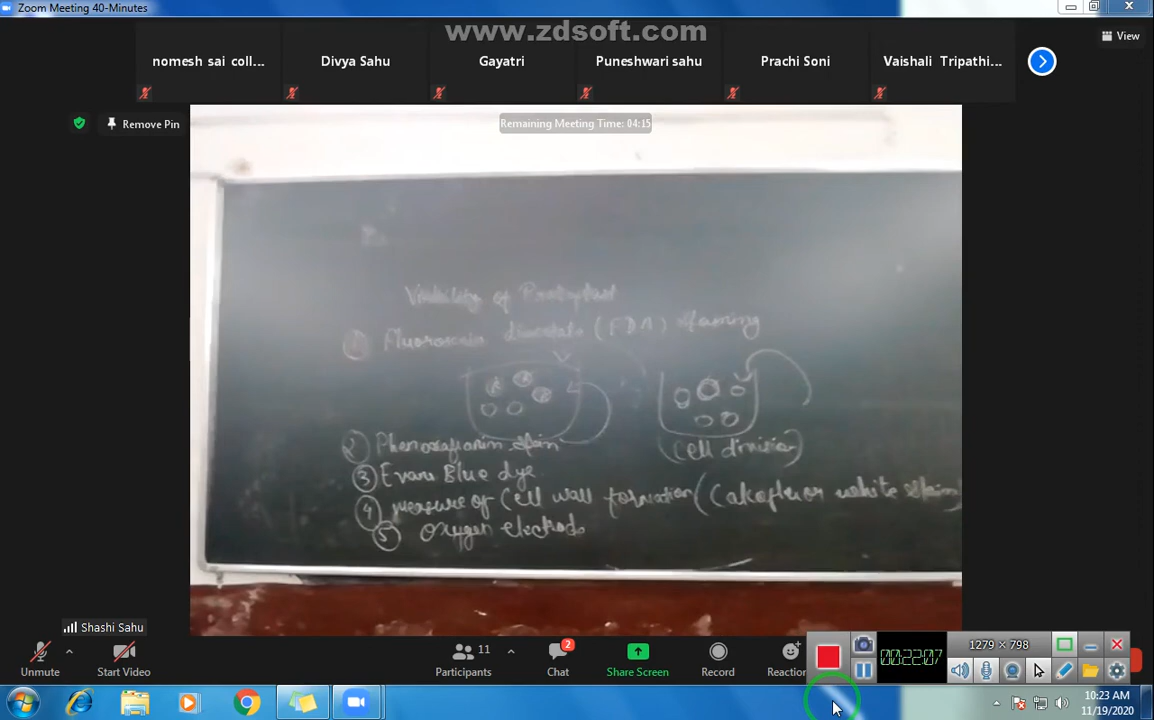 Zoom Meeting 40-Minutes
www.zdsoft.com
View
nomesh sai coll...
Divya Sahu
Gayatri
Puneshwari sahu
Prachi Soni
Vaishali Tripathi...
Remove Pin
Remaining Meeting Time: 04:15
Viability of Protoplast
① Fluorescein diacetate (FDA) staining
② Phenosafranin stain
(Cell division)
③ Evans Blue dye
④ measure of Cell wall formation (Calcofluor white stain)
⑤ Oxygen electrode
Shashi Sahu
Unmute
Start Video
11
Participants
2
Chat
Share Screen
Record
Reaction
00:22:07
1279 × 798
10:23 AM
11/19/2020